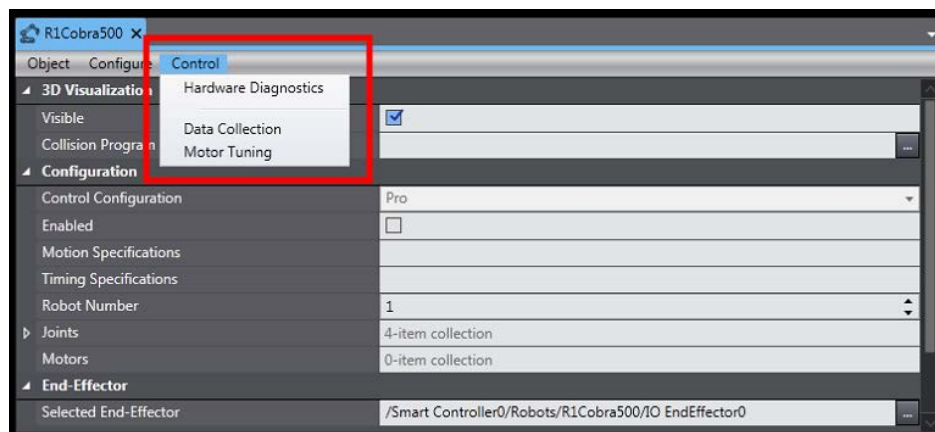 R1Cobra500
Object Configure Control
3D Visualization Hardware Diagnostics
Visible
Data Collection
Collision Program Motor Tuning ...
Configuration
Control Configuration Pro
Enabled
Motion Specifications
Timing Specifications
Robot Number 1
Joints 4-item collection
Motors 0-item collection
End-Effector
Selected End-Effector /Smart Controller0/Robots/R1Cobra500/IO EndEffector0 ...